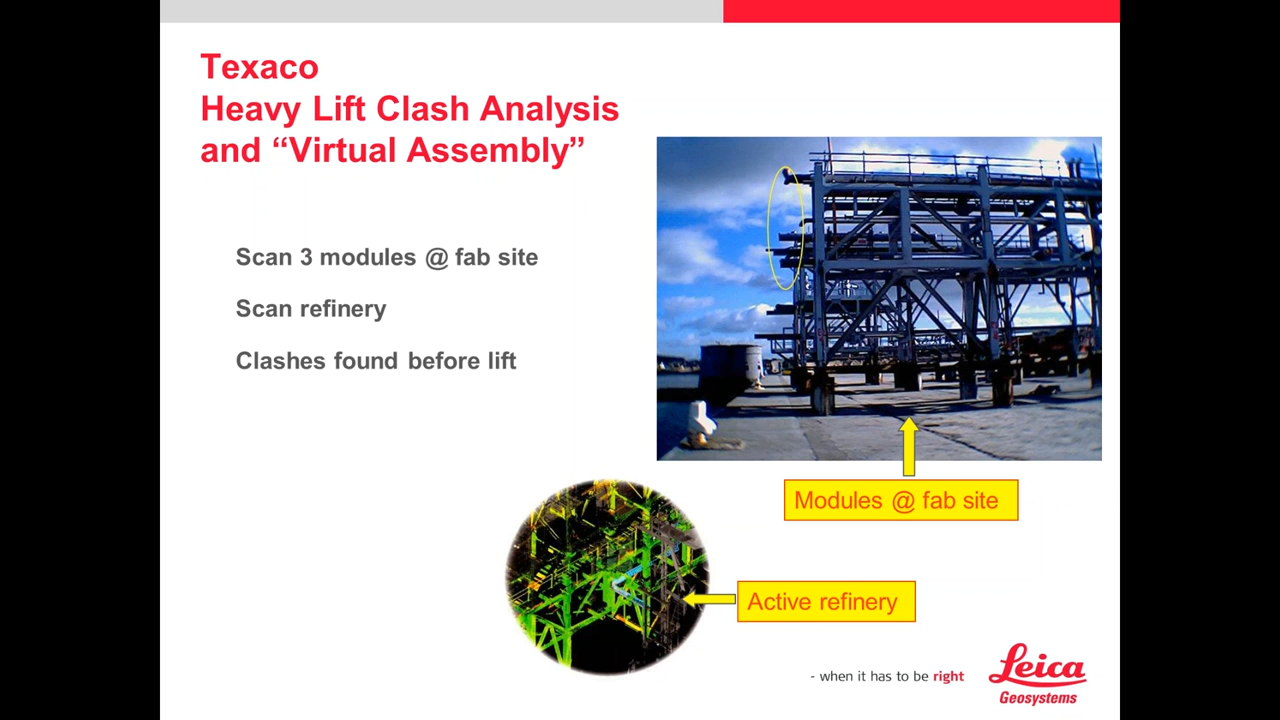 Texaco
Heavy Lift Clash Analysis
and “Virtual Assembly”
Scan 3 modules @ fab site
Scan refinery
Clashes found before lift
Modules @ fab site
Active refinery
- when it has to be right
Leica
Geosystems